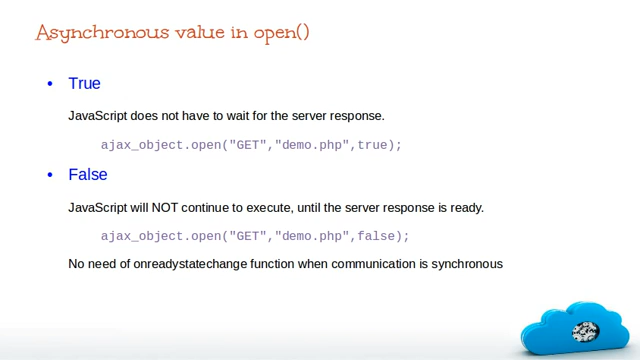 Asynchronous value in open()
• True
JavaScript does not have to wait for the server response.
ajax_object.open("GET","demo.php",true);
• False
JavaScript will NOT continue to execute, until the server response is ready.
ajax_object.open("GET","demo.php",false);
No need of onreadystatechange function when communication is synchronous